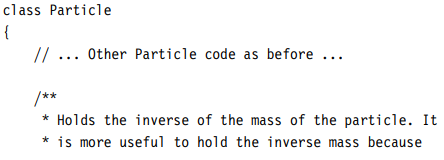 class Particle
{
    // ... Other Particle code as before ...
    /**
     * Holds the inverse of the mass of the particle. It
     * is more useful to hold the inverse mass because